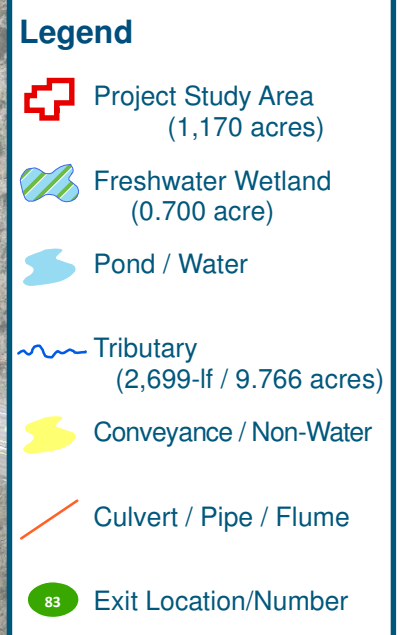 Legend
Project Study Area
(1,170 acres)
Freshwater Wetland
(0.700 acre)
Pond / Water
Tributary
(2,699-lf / 9.766 acres)
Conveyance / Non-Water
Culvert / Pipe / Flume
83 Exit Location/Number